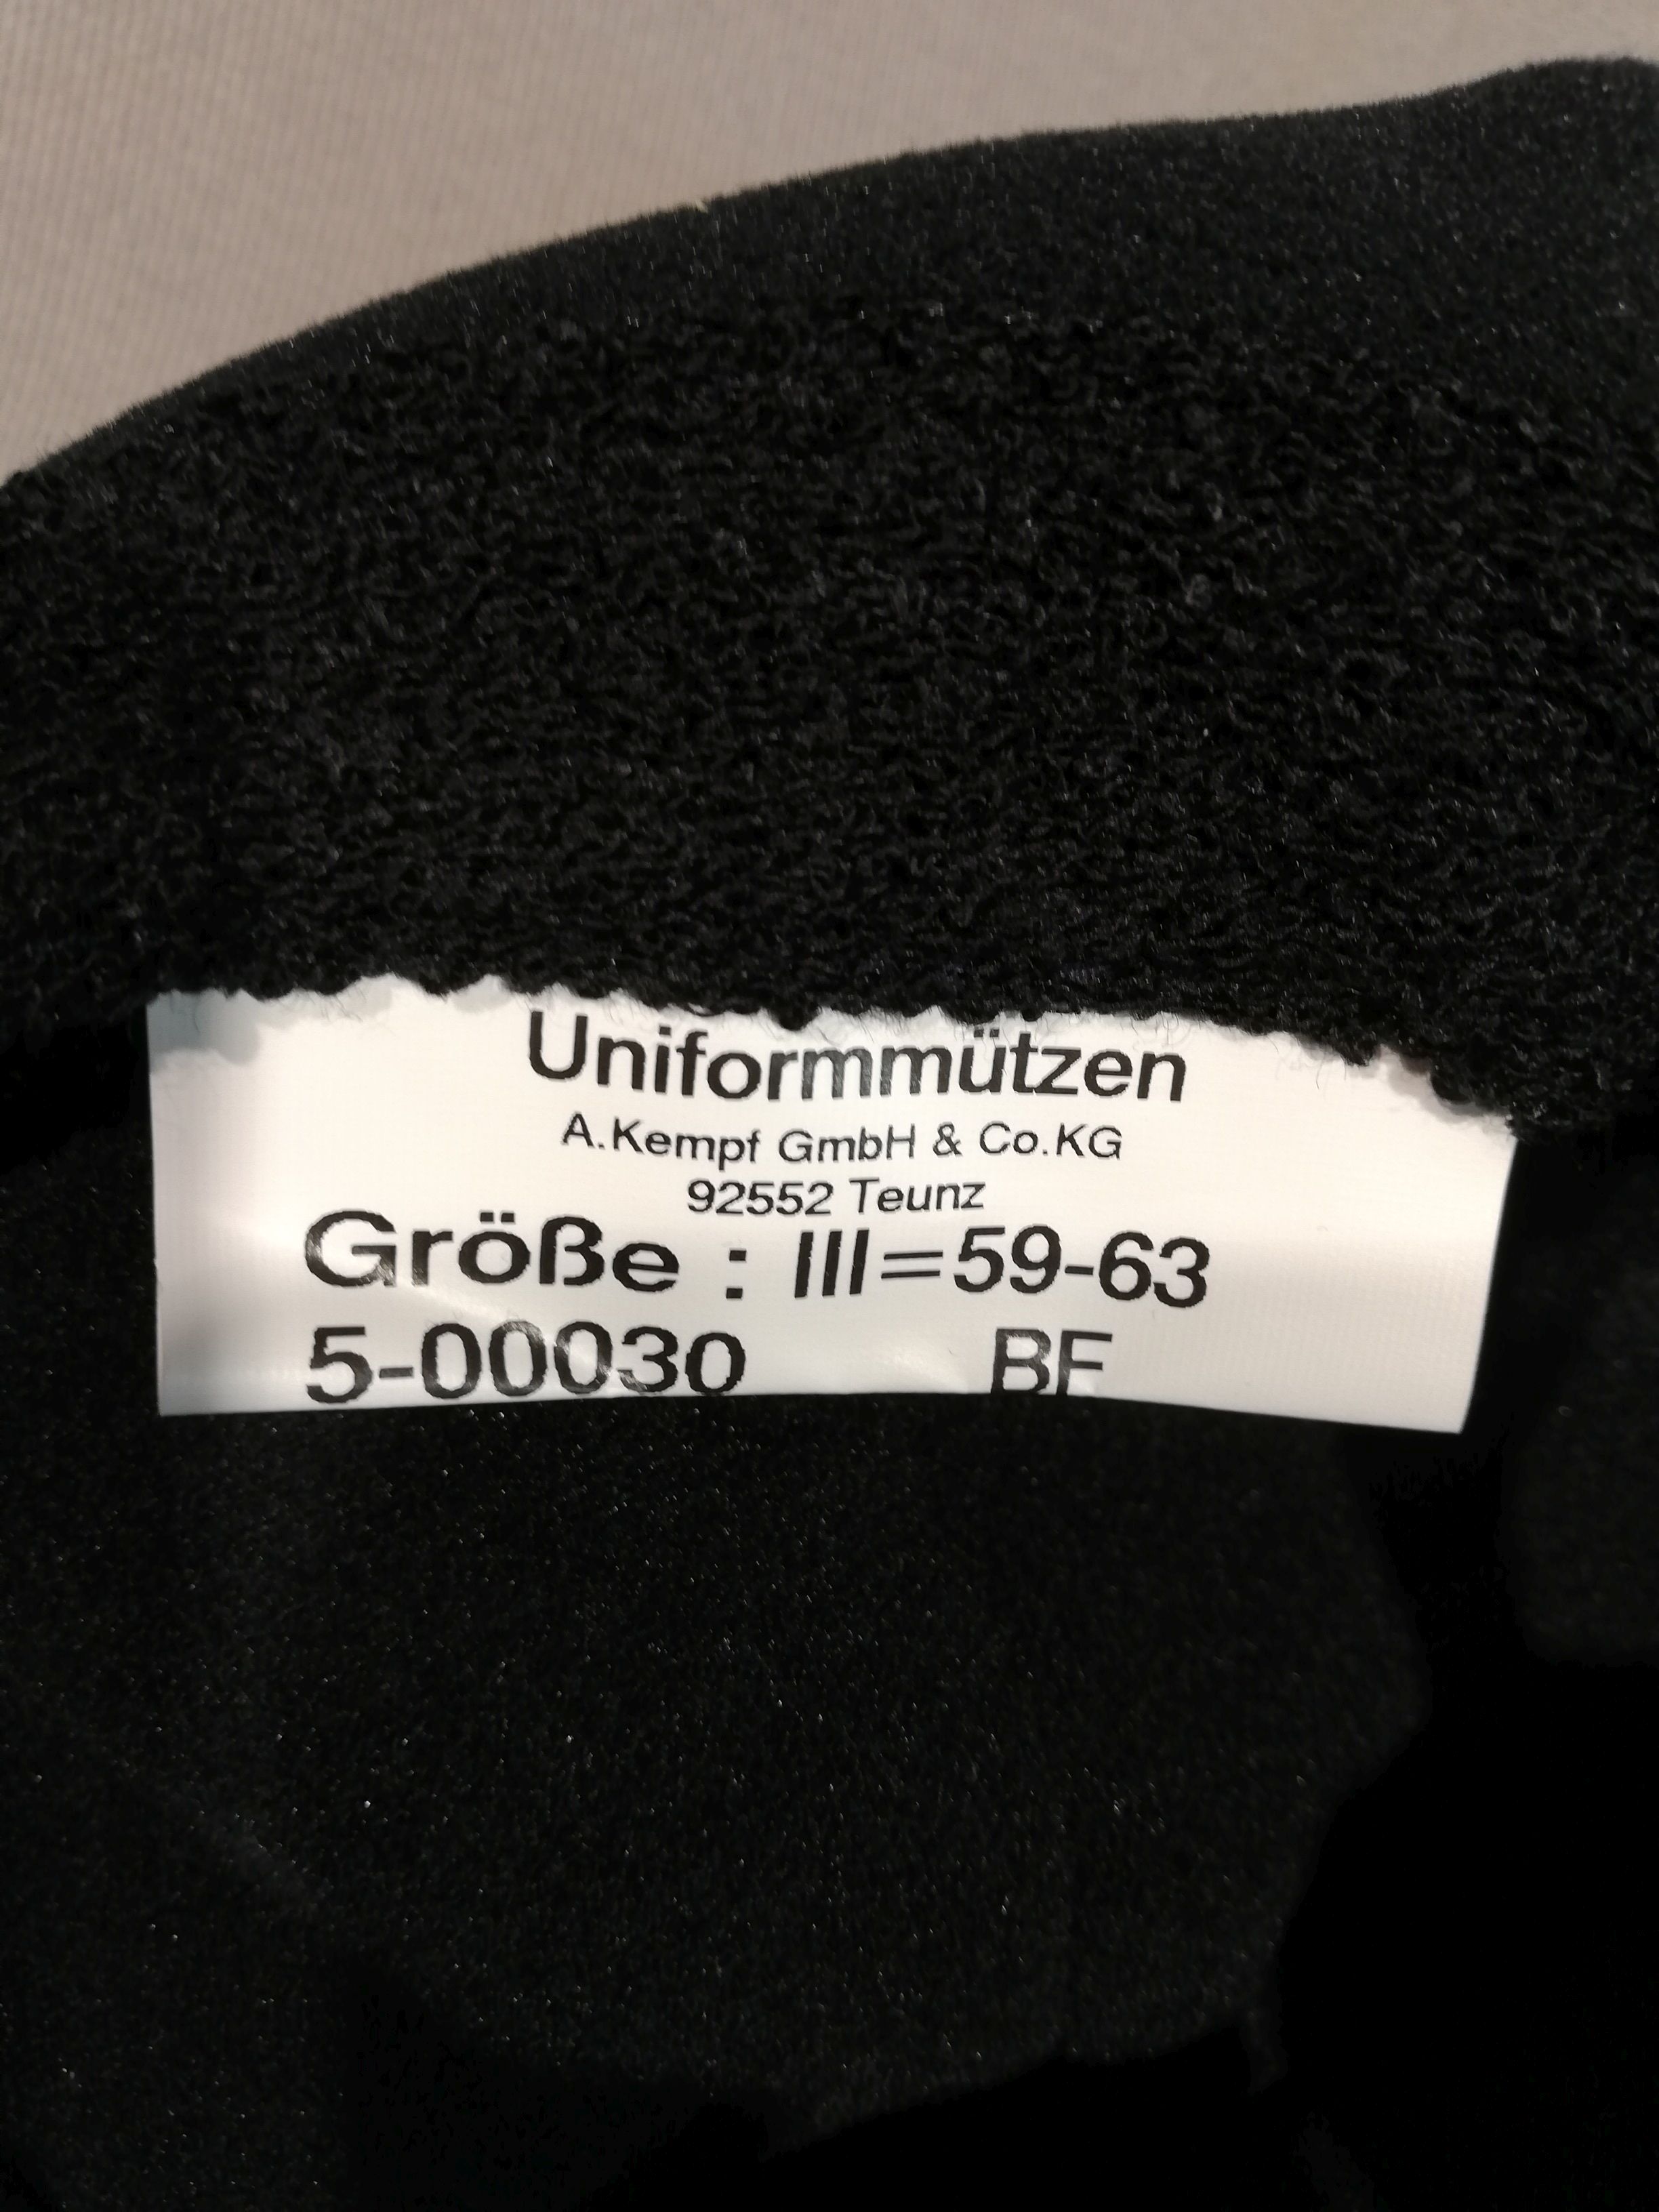 Uniformmützen
A.Kempf GmbH & Co.KG
92552 Teunz
Größe : III=59-63
5-00030 BF